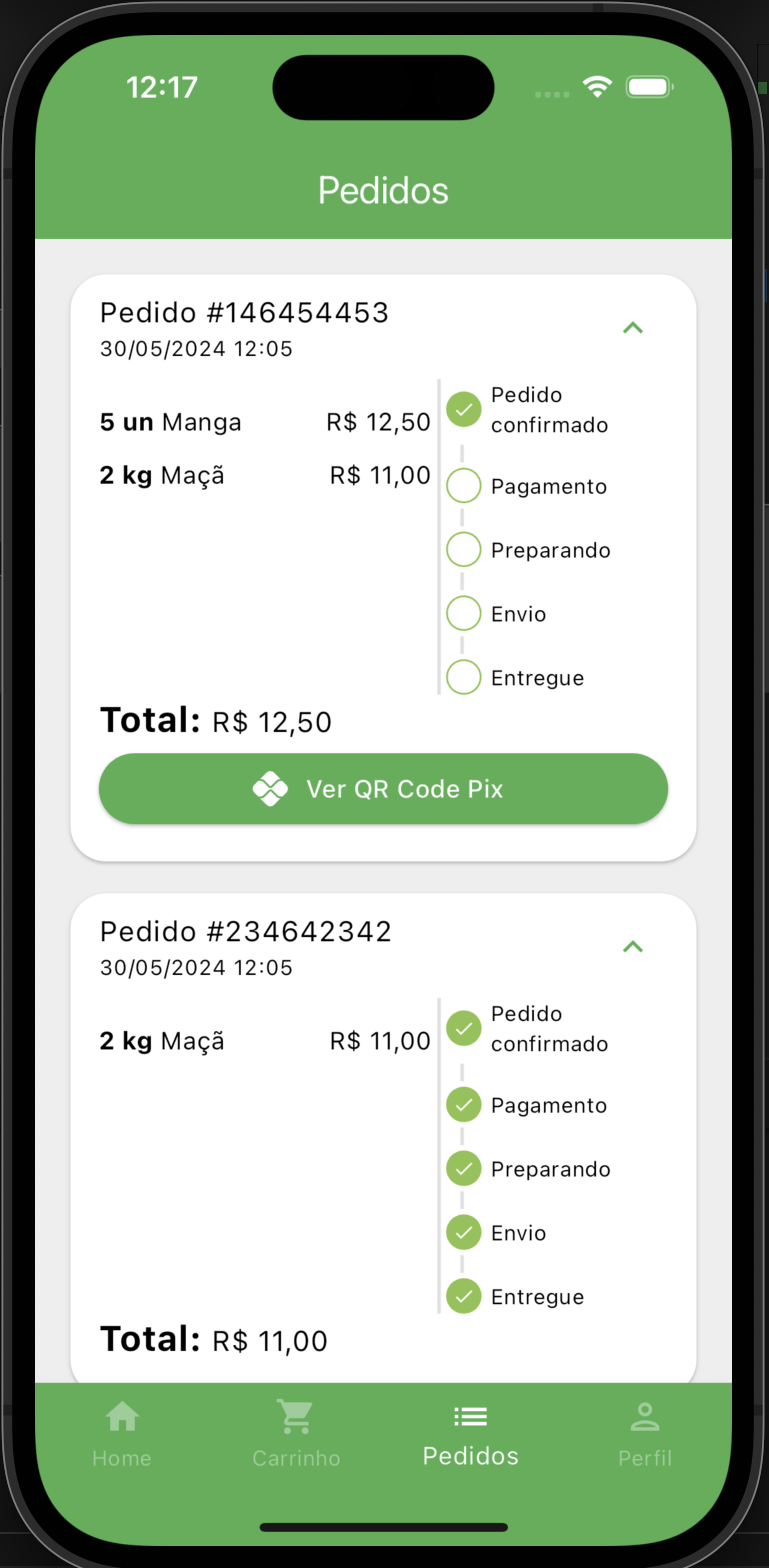 12:17
Pedidos
Pedido #146454453
30/05/2024 12:05
5 un Manga R$ 12,50
2 kg Maçã R$ 11,00
Pedido
confirmado
Pagamento
Preparando
Envio
Entregue
Total: R$ 12,50
Ver QR Code Pix
Pedido #234642342
30/05/2024 12:05
2 kg Maçã R$ 11,00
Pedido
confirmado
Pagamento
Preparando
Envio
Entregue
Total: R$ 11,00
Home Carrinho Pedidos Perfil